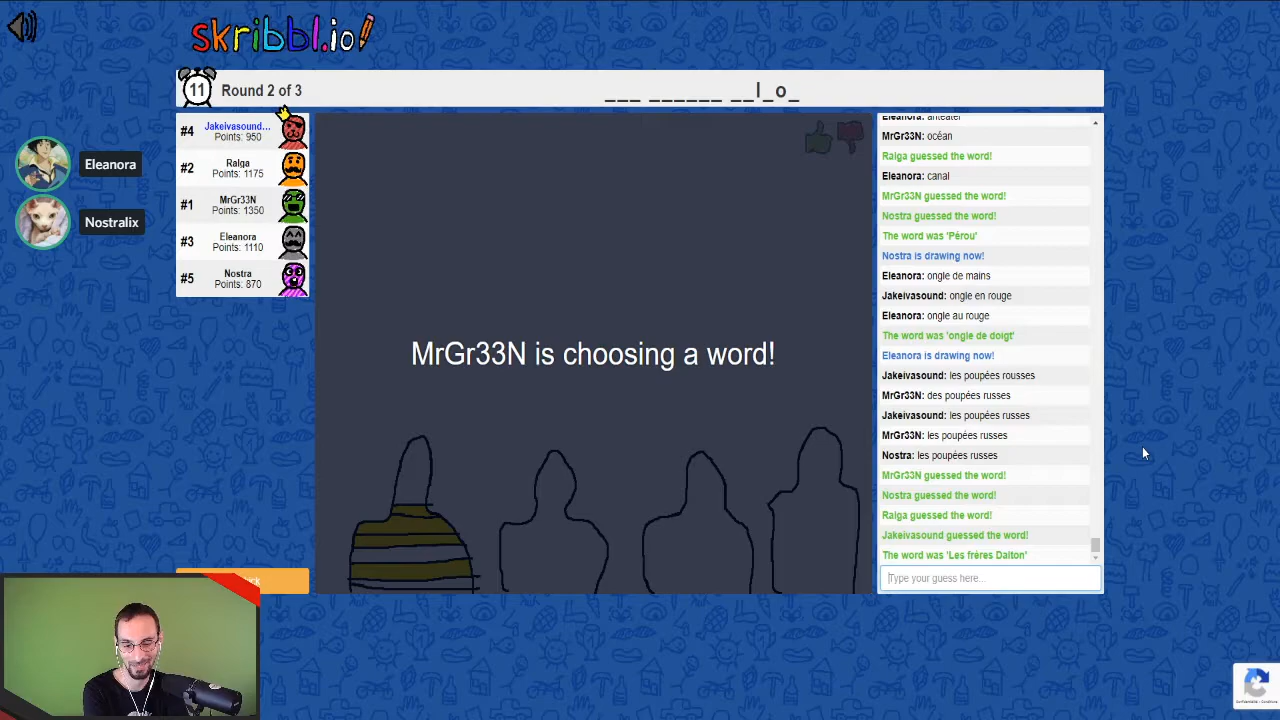 skribbl.io
11
Round 2 of 3
___ ______ __l_o_
#4
Jakeivasound...
Points: 950
#2
Ralga
Points: 1175
#1
MrGr33N
Points: 1350
#3
Eleanora
Points: 1110
#5
Nostra
Points: 870
Eleanora
Nostralix
MrGr33N is choosing a word!
Eleanora: anteater
MrGr33N: océan
Ralga guessed the word!
Eleanora: canal
MrGr33N guessed the word!
Nostra guessed the word!
The word was 'Pérou'
Nostra is drawing now!
Eleanora: ongle de mains
Jakeivasound: ongle en rouge
Eleanora: ongle au rouge
The word was 'ongle de doigt'
Eleanora is drawing now!
Jakeivasound: les poupées rousses
MrGr33N: des poupées russes
Jakeivasound: les poupées russes
MrGr33N: les poupées russes
Nostra: les poupées russes
MrGr33N guessed the word!
Nostra guessed the word!
Ralga guessed the word!
Jakeivasound guessed the word!
The word was 'Les frères Dalton'
Type your guess here...